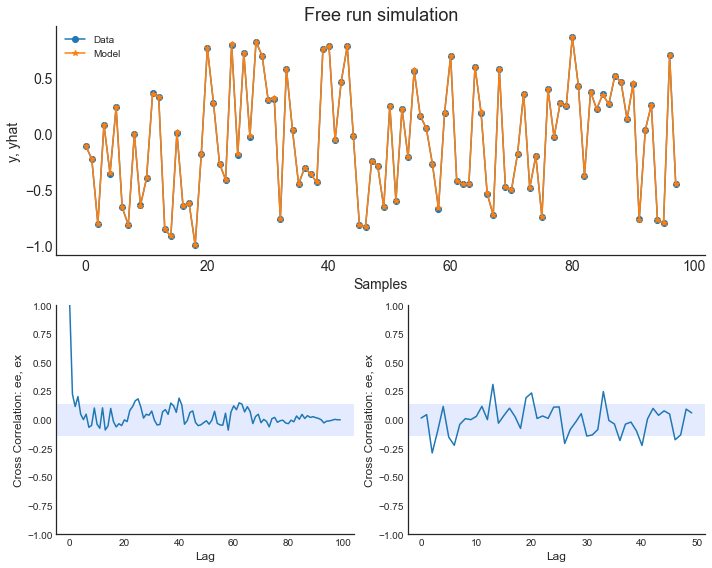 Free run simulation
Data
Model
y, yhat
0.5
0.0
−0.5
−1.0
0 20 40 60 80 100
Samples
Cross Correlation: ee, ex
1.00
0.75
0.50
0.25
0.00
−0.25
−0.50
−0.75
−1.00
0 20 40 60 80 100
Lag
Cross Correlation: ee, ex
1.00
0.75
0.50
0.25
0.00
−0.25
−0.50
−0.75
−1.00
0 10 20 30 40 50
Lag